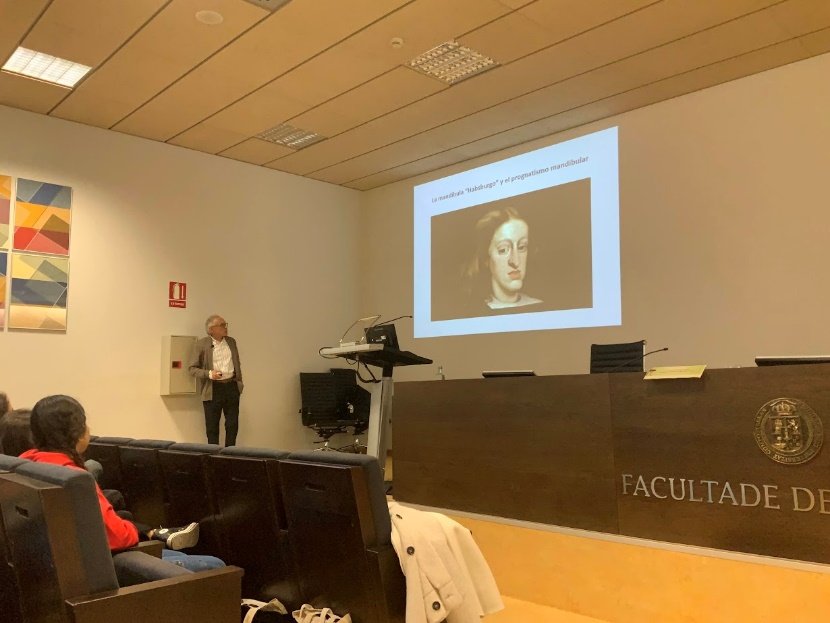 La mandíbula "Habsburgo" y el prognatismo mandibular
FACULTADE DE